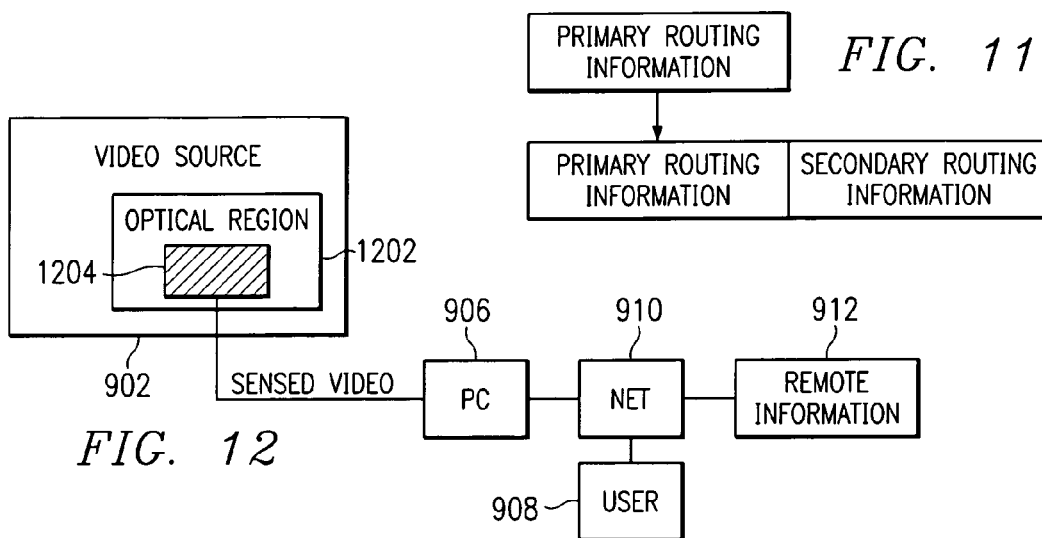 PRIMARY ROUTING
INFORMATION
FIG. 11
PRIMARY ROUTING
INFORMATION
SECONDARY ROUTING
INFORMATION
VIDEO SOURCE
OPTICAL REGION
1204
1202
902
SENSED VIDEO
906
PC
910
NET
912
REMOTE
INFORMATION
908
USER
FIG. 12